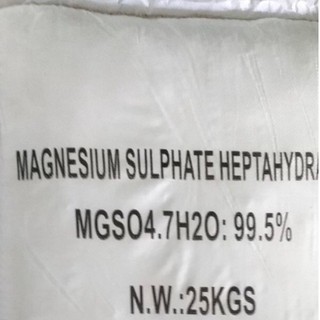 MAGNESIUM SULPHATE HEPTAHYDRA
MGSO4.7H2O: 99.5%
N.W.:25KGS